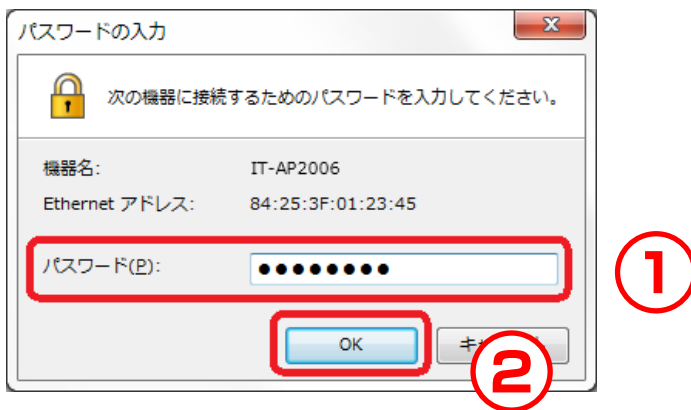 パスワードの入力
次の機器に接続するためのパスワードを入力してください。
機器名: IT-AP2006
Ethernet アドレス: 84:25:3F:01:23:45
パスワード(P): ●●●●●●●●
①
OK
②